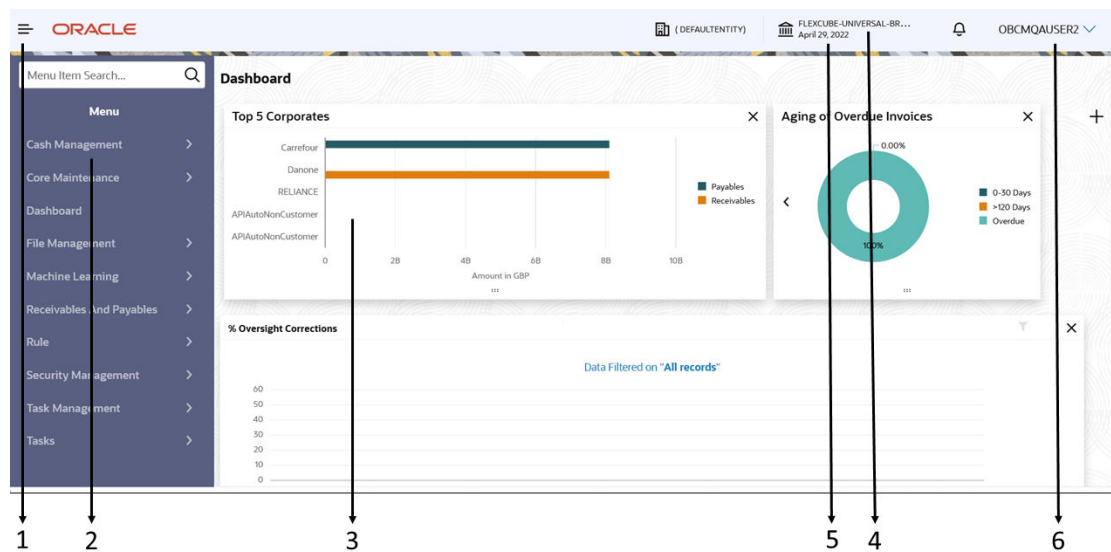 ORACLE
( DEFAULTENTITY)
FLEXCUBE-UNIVERSAL-BR...
April 29, 2022
OBCMQAUSER2
Menu Item Search...
Menu
Cash Management
Core Maintenance
Dashboard
File Management
Machine Learning
Receivables And Payables
Rule
Security Management
Task Management
Tasks
Dashboard
Top 5 Corporates
Carrefour
Danone
RELIANCE
APIAutoNonCustomer
APIAutoNonCustomer
0 2B 4B 6B 8B 10B
Amount in GBP
Payables
Receivables
Aging of Overdue Invoices
0.00%
100%
0-30 Days
>120 Days
Overdue
% Oversight Corrections
Data Filtered on "All records"
60
50
40
30
20
10
0
1 2 3 5 4 6